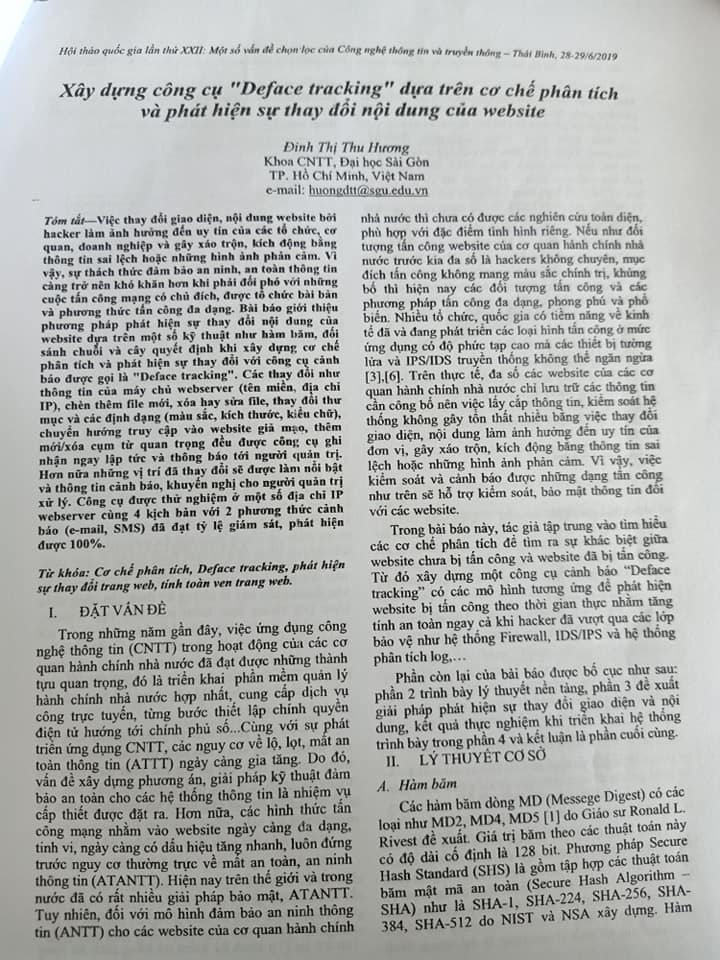 Hội thảo quốc gia lần thứ XXII: Một số vấn đề chọn lọc của Công nghệ thông tin và truyền thông – Thái Bình, 28-29/6/2019
Xây dựng công cụ "Deface tracking" dựa trên cơ chế phân tích
và phát hiện sự thay đổi nội dung của website
Đinh Thị Thu Hương
Khoa CNTT, Đại học Sài Gòn
TP. Hồ Chí Minh, Việt Nam
e-mail: huongdtt@sgu.edu.vn
Tóm tắt—Việc thay đổi giao diện, nội dung website bởi
hacker làm ảnh hưởng đến uy tín của các tổ chức, cơ
quan, doanh nghiệp và gây xáo trộn, kích động bằng
thông tin sai lệch hoặc những hình ảnh phản cảm. Vì
vậy, sự thách thức đảm bảo an ninh, an toàn thông tin
càng trở nên khó khăn hơn khi phải đối phó với những
cuộc tấn công mạng có chủ đích, được tổ chức bài bản
và phương thức tấn công đa dạng. Bài báo giới thiệu
phương pháp phát hiện sự thay đổi nội dung của
website dựa trên một số kỹ thuật như hàm băm, đối
sánh chuỗi và cây quyết định khi xây dựng cơ chế
phân tích và phát hiện sự thay đổi với công cụ cảnh
báo được gọi là "Deface tracking". Các thay đổi như
thông tin của máy chủ webserver (tên miền, địa chỉ
IP), chèn thêm file mới, xóa hay sửa file, thay đổi thư
mục và các định dạng (màu sắc, kích thước, kiểu chữ),
chuyển hướng truy cập vào website giả mạo, thêm
mới/xóa cụm từ quan trọng đều được công cụ ghi
nhận ngay lập tức và thông báo tới người quản trị.
Hơn nữa những vị trí đã thay đổi sẽ được làm nổi bật
và thông tin cảnh báo, khuyến nghị cho người quản trị
xử lý. Công cụ được thử nghiệm ở một số địa chỉ IP
webserver cùng 4 kịch bản với 2 phương thức cảnh
báo (e-mail, SMS) đã đạt tỷ lệ giám sát, phát hiện
được 100%.
Từ khóa: Cơ chế phân tích, Deface tracking, phát hiện
sự thay đổi trang web, tính toàn vẹn trang web.
I. ĐẶT VẤN ĐỀ
Trong những năm gần đây, việc ứng dụng công
nghệ thông tin (CNTT) trong hoạt động của các cơ
quan hành chính nhà nước đã đạt được những thành
tựu quan trọng, đó là triển khai phần mềm quản lý
hành chính nhà nước hợp nhất, cung cấp dịch vụ
công trực tuyến, từng bước thiết lập chính quyền
điện tử hướng tới chính phủ số...Cùng với sự phát
triển ứng dụng CNTT, các nguy cơ về lộ, lọt, mất an
toàn thông tin (ATTT) ngày càng gia tăng. Do đó,
vấn đề xây dựng phương án, giải pháp kỹ thuật đảm
bảo an toàn cho các hệ thống thông tin là nhiệm vụ
cấp thiết được đặt ra. Hơn nữa, các hình thức tấn
công mạng nhằm vào website ngày càng đa dạng,
tinh vi, ngày càng có dấu hiệu tăng nhanh, luôn đứng
trước nguy cơ thường trực về mất an toàn, an ninh
thông tin (ATANTT). Hiện nay trên thế giới và trong
nước đã có rất nhiều giải pháp bảo mật, ATANTT.
Tuy nhiên, đối với mô hình đảm bảo an ninh thông
tin (ANTT) cho các website của cơ quan hành chính
nhà nước thì chưa có được các nghiên cứu toàn diện,
phù hợp với đặc điểm tình hình riêng. Nếu như đối
tượng tấn công website của cơ quan hành chính nhà
nước trước kia đa số là hackers không chuyên, mục
đích tấn công không mang màu sắc chính trị, khủng
bố thì hiện nay các đối tượng tấn công và các
phương pháp tấn công đa dạng, phong phú và phổ
biến. Nhiều tổ chức, quốc gia có tiềm năng về kinh
tế đã và đang phát triển các loại hình tấn công ở mức
ứng dụng có độ phức tạp cao mà các thiết bị tường
lửa và IPS/IDS truyền thống không thể ngăn ngừa
[3],[6]. Trên thực tế, đa số các website của các cơ
quan hành chính nhà nước chỉ lưu trữ các thông tin
cần công bố nên việc lấy cắp thông tin, kiểm soát hệ
thống không gây tổn thất nhiều bằng việc thay đổi
giao diện, nội dung làm ảnh hưởng đến uy tín của
đơn vị, gây xáo trộn, kích động bằng thông tin sai
lệch hoặc những hình ảnh phản cảm. Vì vậy, việc
kiểm soát và cảnh báo được những dạng tấn công
như trên sẽ hỗ trợ kiểm soát, bảo mật thông tin đối
với các website.
Trong bài báo này, tác giả tập trung vào tìm hiểu
các cơ chế phân tích để tìm ra sự khác biệt giữa
website chưa bị tấn công và website đã bị tấn công.
Từ đó xây dựng một công cụ cảnh báo “Deface
tracking” có các mô hình tương ứng để phát hiện
website bị tấn công theo thời gian thực nhằm tăng
tính an toàn ngay cả khi hacker đã vượt qua các lớp
bảo vệ như hệ thống Firewall, IDS/IPS và hệ thống
phân tích log,…
Phần còn lại của bài báo được bố cục như sau:
phần 2 trình bày lý thuyết nền tảng, phần 3 đề xuất
giải pháp phát hiện sự thay đổi giao diện và nội
dung, kết quả thực nghiệm khi triển khai hệ thống
trình bày trong phần 4 và kết luận là phần cuối cùng.
II. LÝ THUYẾT CƠ SỞ
A. Hàm băm
Các hàm băm dòng MD (Messege Digest) có các
loại như MD2, MD4, MD5 [1] do Giáo sư Ronald L.
Rivest đề xuất. Giá trị băm theo các thuật toán này
có độ dài cố định là 128 bit. Phương pháp Secure
Hash Standard (SHS) là gồm tập hợp các thuật toán
băm mật mã an toàn (Secure Hash Algorithm –
SHA) như là SHA-1, SHA-224, SHA-256, SHA-
384, SHA-512 do NIST và NSA xây dựng. Hàm